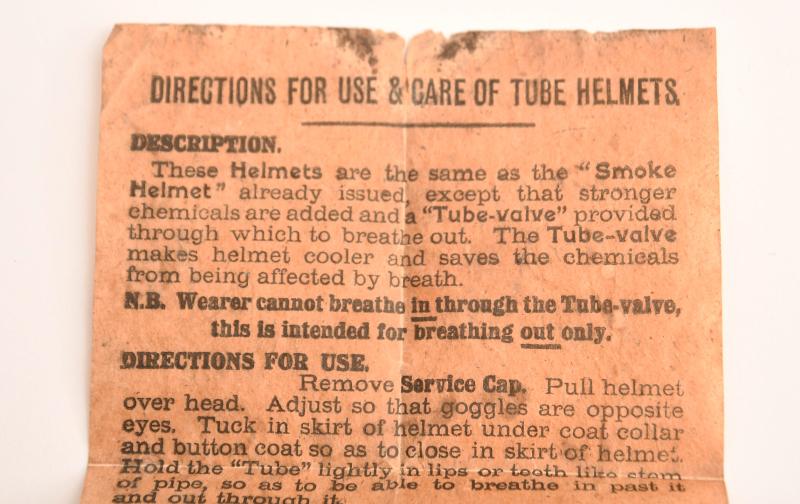 DIRECTIONS FOR USE & CARE OF TUBE HELMETS.
DESCRIPTION.
These Helmets are the same as the "Smoke
Helmet" already issued, except that stronger
chemicals are added and a "Tube-valve" provided
through which to breathe out. The Tube-valve
makes helmet cooler and saves the chemicals
from being affected by breath.
N.B. Wearer cannot breathe in through the Tube-valve,
this is intended for breathing out only.
DIRECTIONS FOR USE.
Remove Service Cap. Pull helmet
over head. Adjust so that goggles are opposite
eyes. Tuck in skirt of helmet under coat collar
and button coat so as to close in skirt of helmet.
Hold the "Tube" lightly in lips or teeth like stem
of pipe, so as to be able to breathe in past it
and out through it.